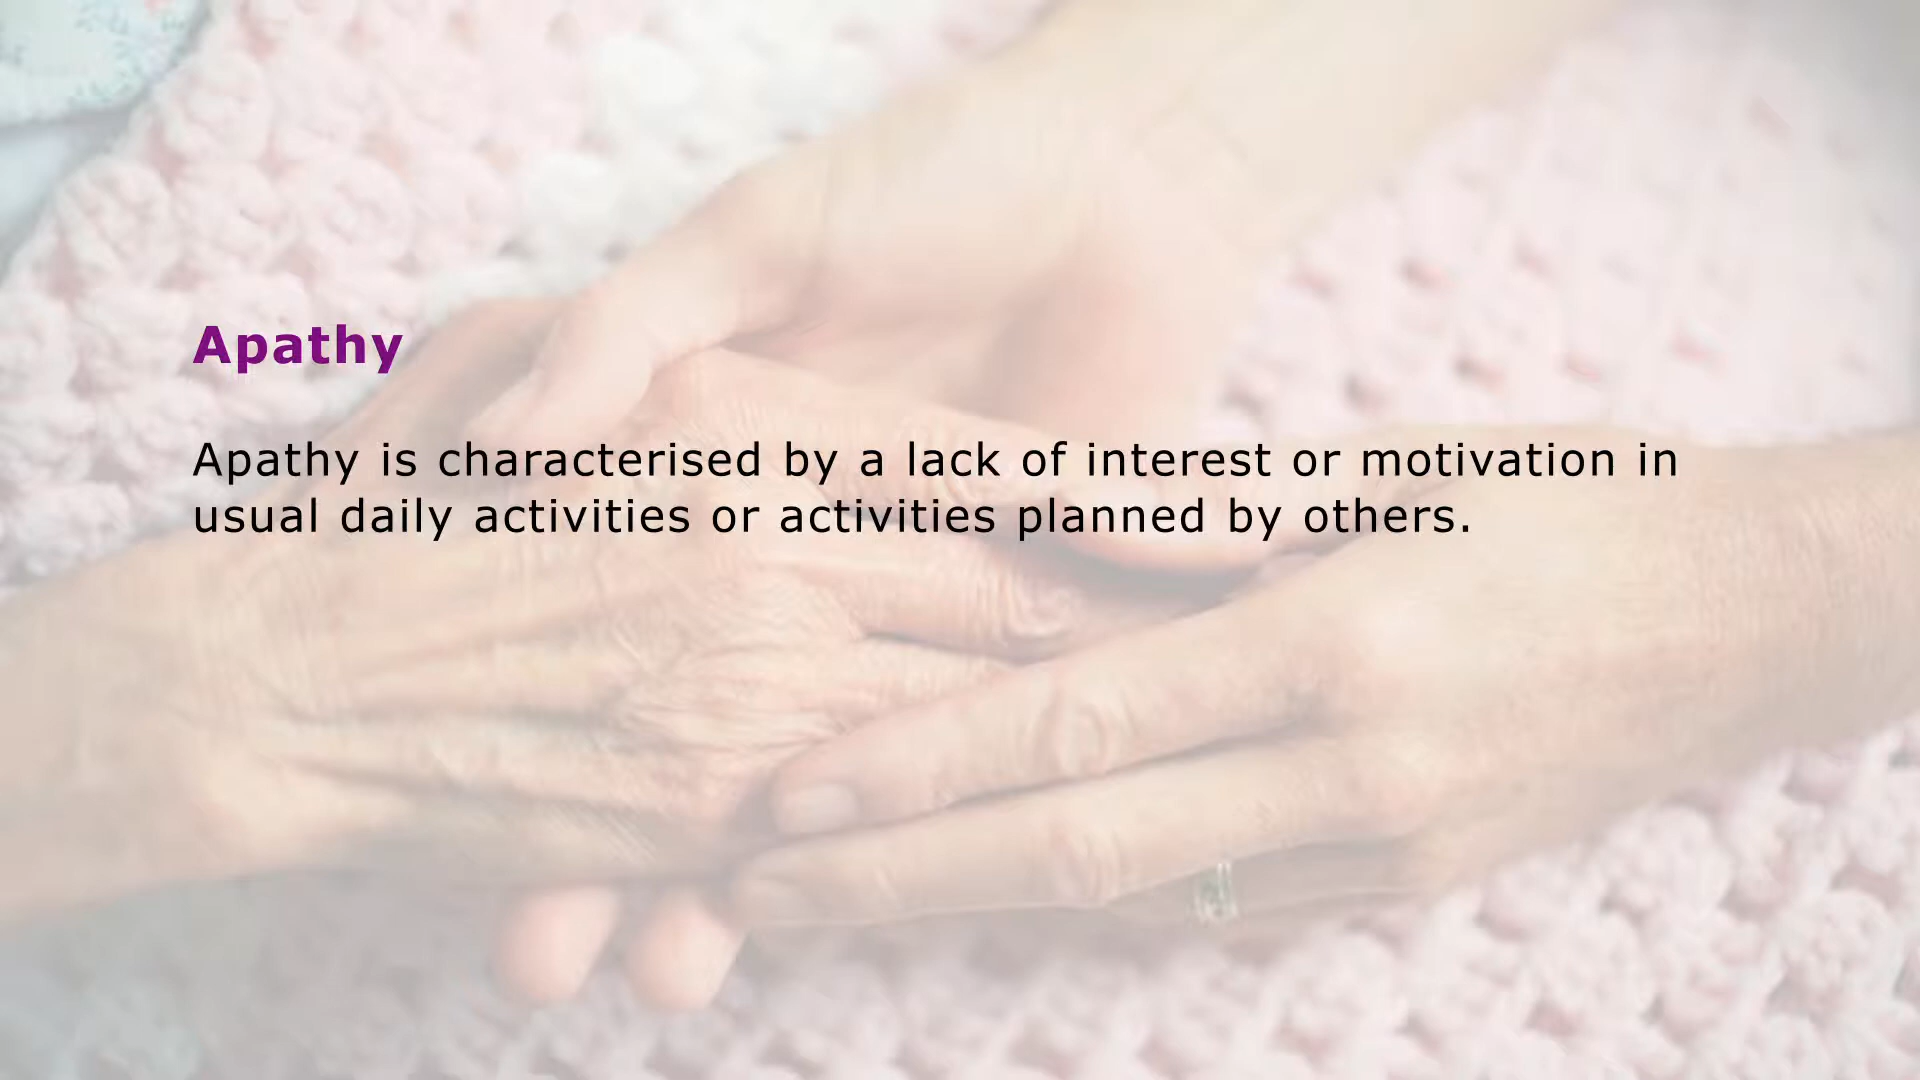 Apathy
Apathy is characterised by a lack of interest or motivation in
usual daily activities or activities planned by others.